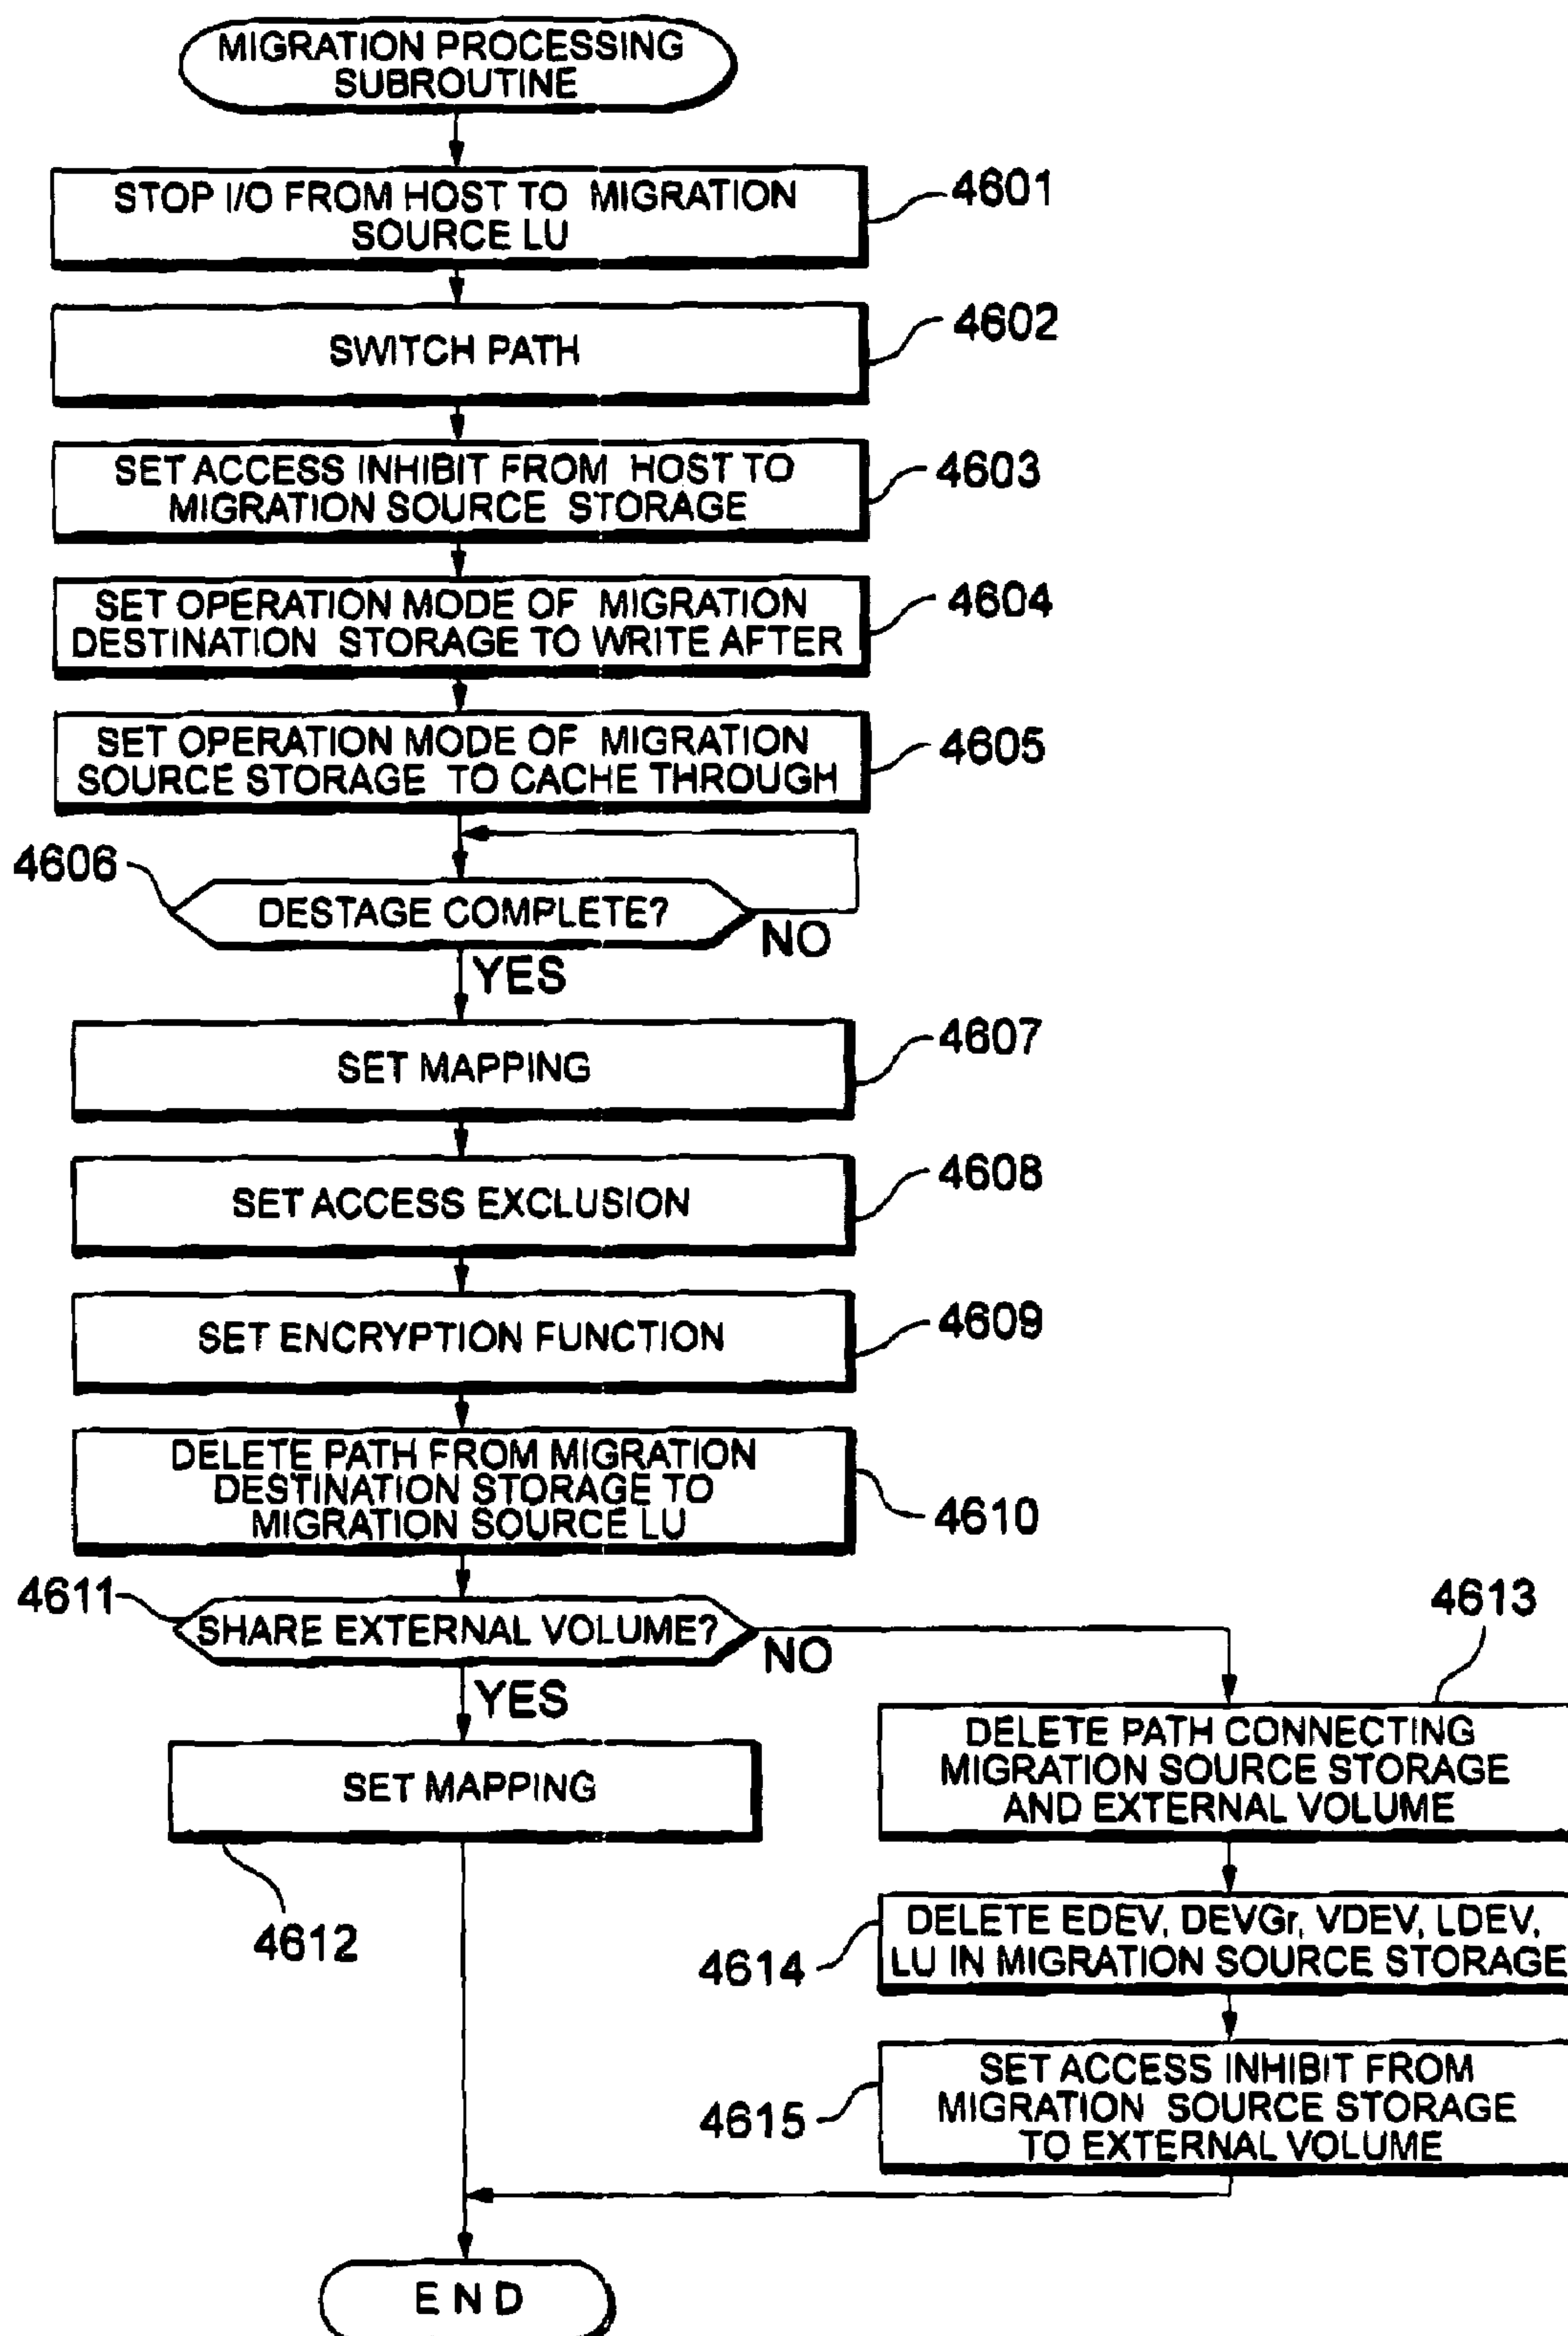 MIGRATION PROCESSING
SUBROUTINE
STOP I/O FROM HOST TO MIGRATION
SOURCE LU
4601
SWITCH PATH
4602
SET ACCESS INHIBIT FROM HOST TO
MIGRATION SOURCE STORAGE
4603
SET OPERATION MODE OF MIGRATION
DESTINATION STORAGE TO WRITE AFTER
4604
SET OPERATION MODE OF MIGRATION
SOURCE STORAGE TO CACHE THROUGH
4605
4606
DESTAGE COMPLETE?
NO
YES
SET MAPPING
4607
SET ACCESS EXCLUSION
4608
SET ENCRYPTION FUNCTION
4609
DELETE PATH FROM MIGRATION
DESTINATION STORAGE TO
MIGRATION SOURCE LU
4610
4611
SHARE EXTERNAL VOLUME?
NO
YES
SET MAPPING
4612
4613
DELETE PATH CONNECTING
MIGRATION SOURCE STORAGE
AND EXTERNAL VOLUME
DELETE EDEV, DEVGr, VDEV, LDEV,
LU IN MIGRATION SOURCE STORAGE
4614
SET ACCESS INHIBIT FROM
MIGRATION SOURCE STORAGE
TO EXTERNAL VOLUME
4615
END